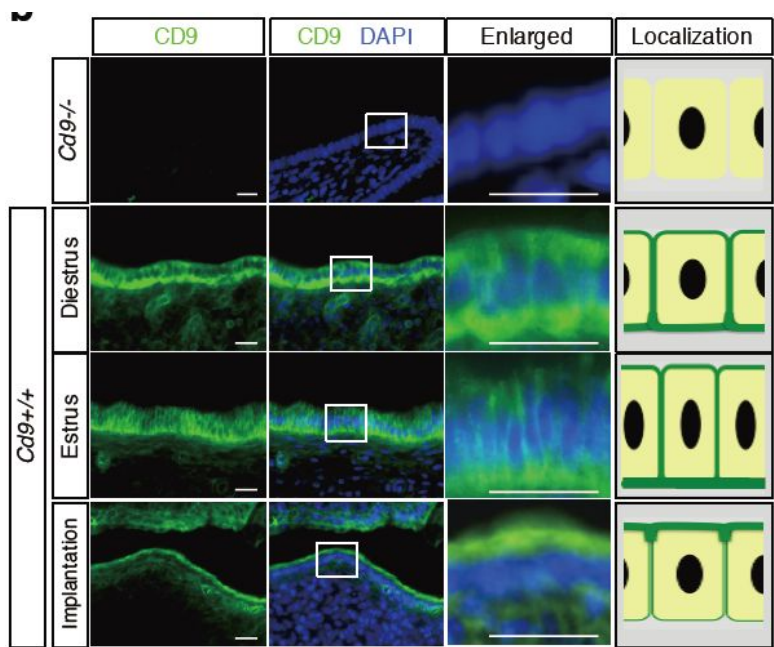 b
CD9
CD9 DAPI
Enlarged
Localization
Cd9-/-
Cd9+/+
Diestrus
Estrus
Implantation